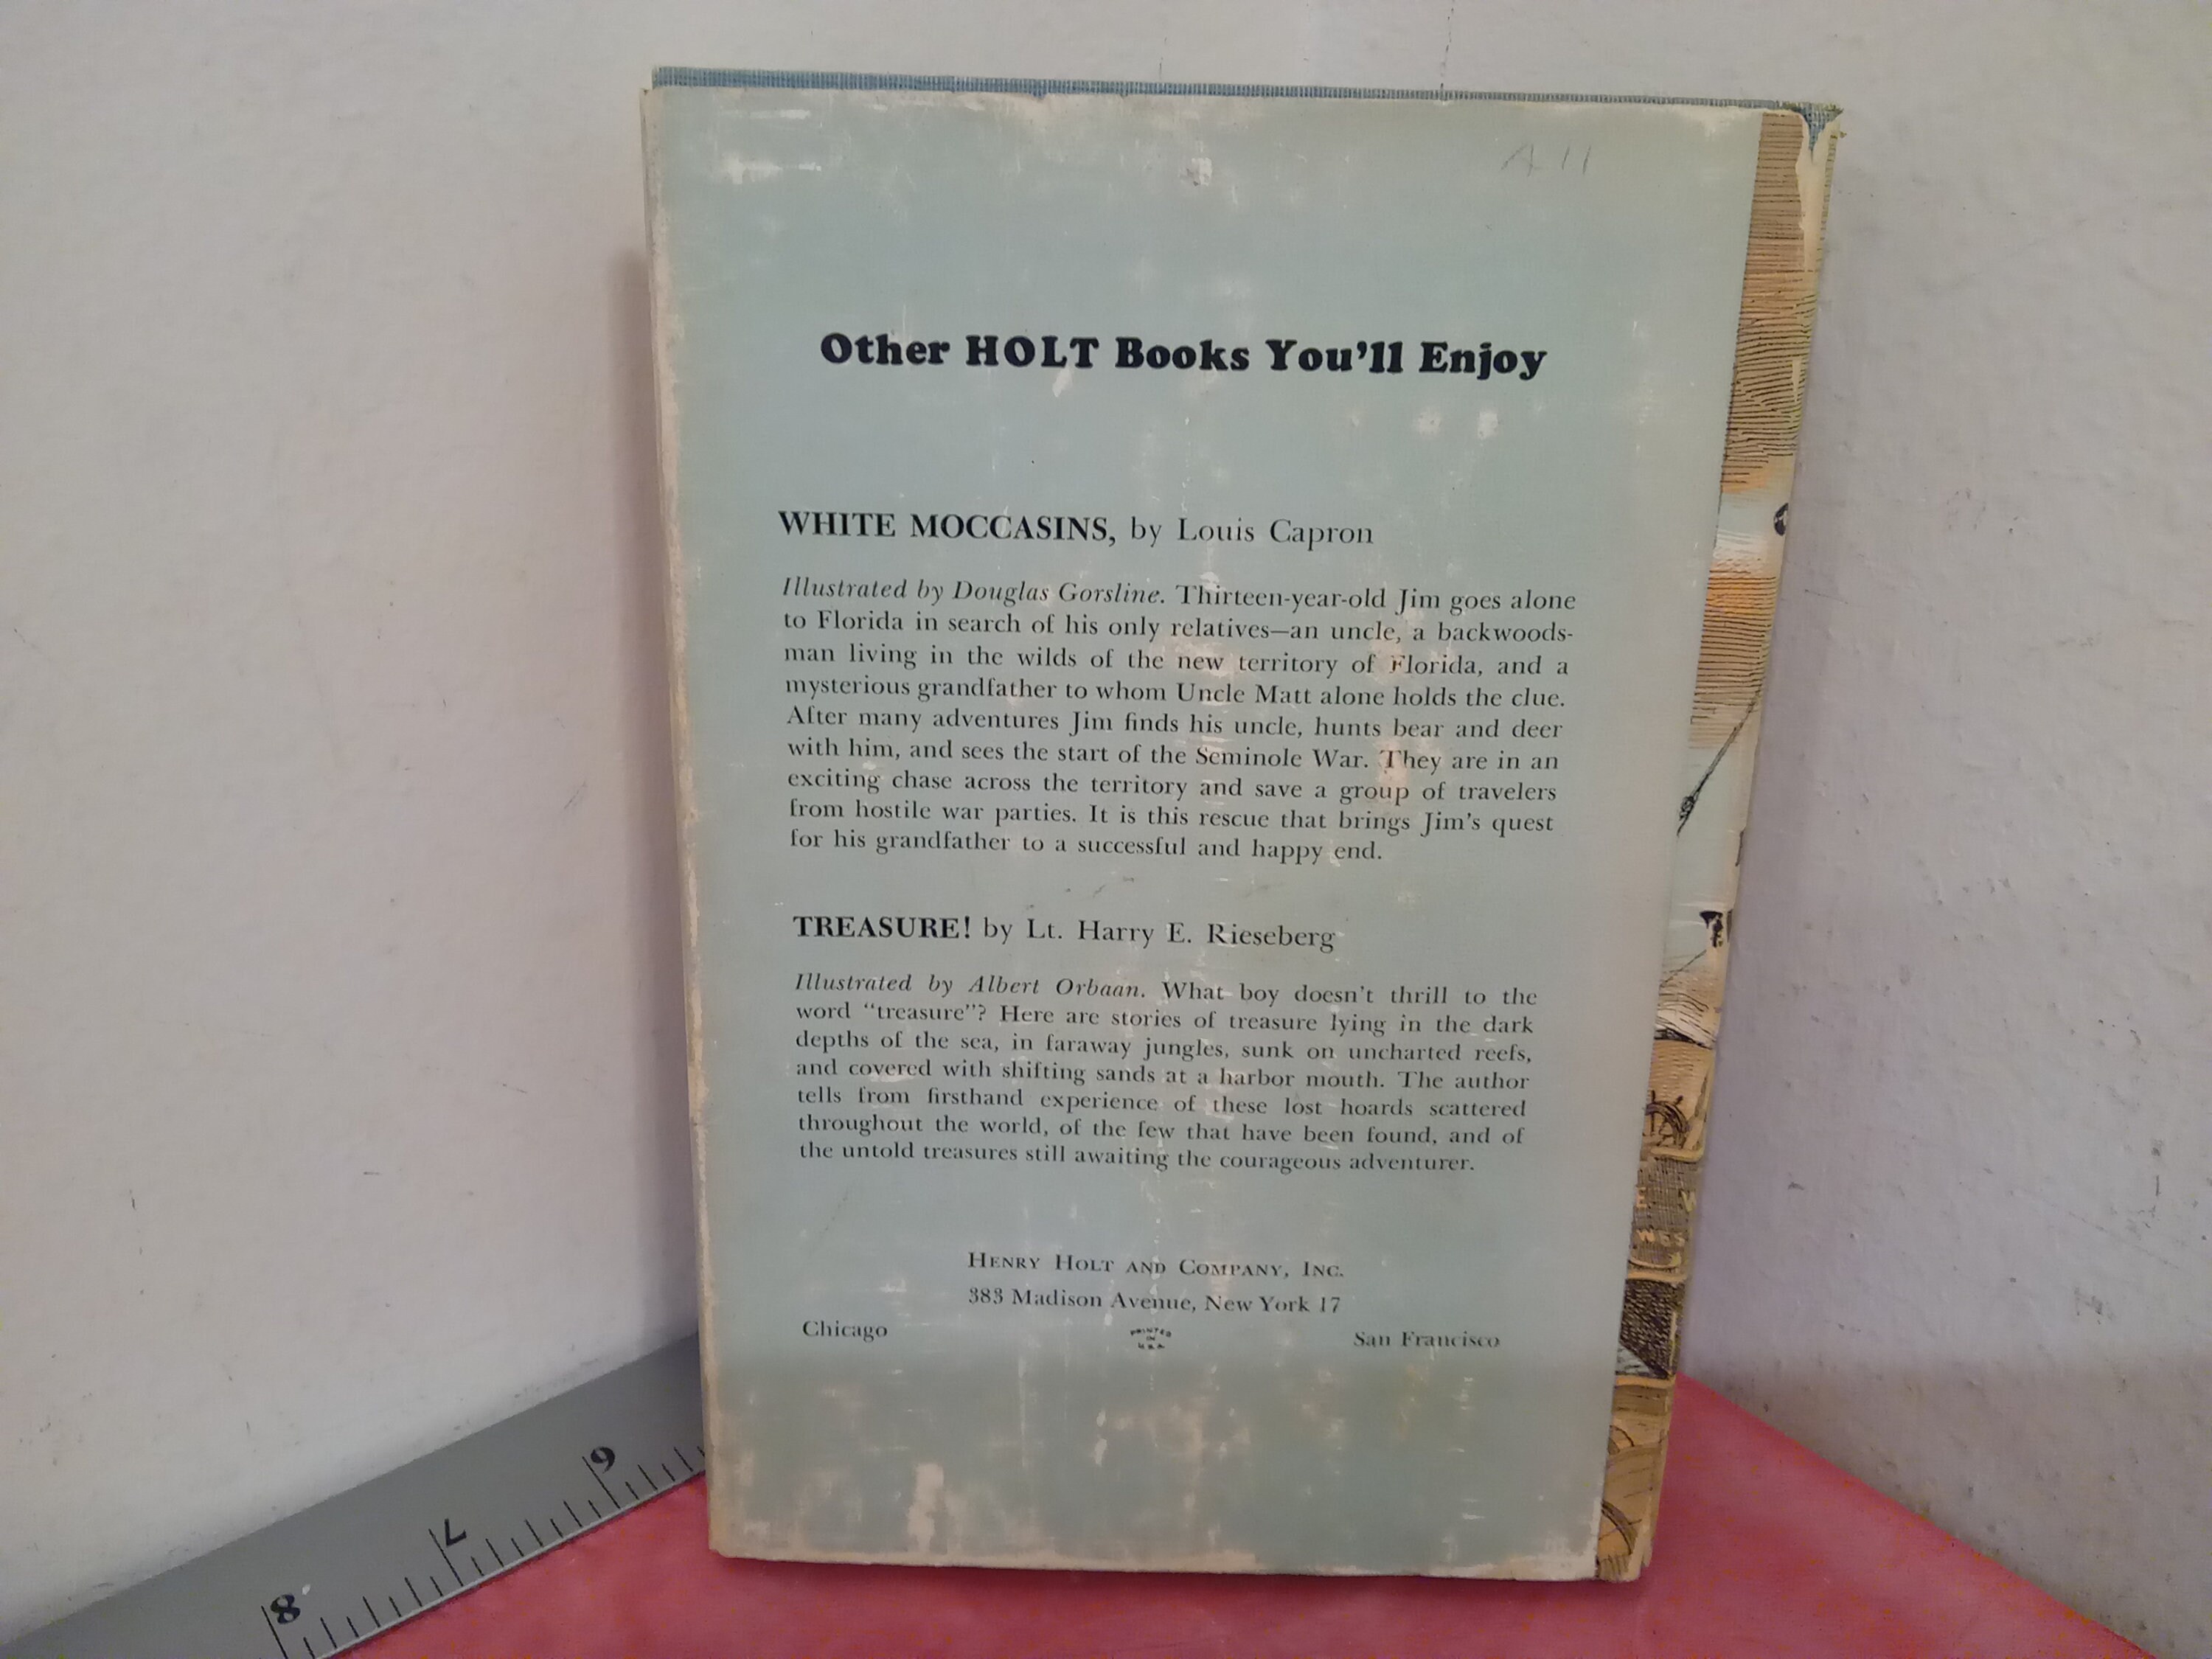 A 11
Other HOLT Books You'll Enjoy
WHITE MOCCASINS, by Louis Capron
Illustrated by Douglas Gorsline. Thirteen-year-old Jim goes alone
to Florida in search of his only relatives—an uncle, a backwoods-
man living in the wilds of the new territory of Florida, and a
mysterious grandfather to whom Uncle Matt alone holds the clue.
After many adventures Jim finds his uncle, hunts bear and deer
with him, and sees the start of the Seminole War. They are in an
exciting chase across the territory and save a group of travelers
from hostile war parties. It is this rescue that brings Jim's quest
for his grandfather to a successful and happy end.
TREASURE! by Lt. Harry E. Rieseberg
Illustrated by Albert Orbaan. What boy doesn't thrill to the
word "treasure"? Here are stories of treasure lying in the dark
depths of the sea, in faraway jungles, sunk on uncharted reefs,
and covered with shifting sands at a harbor mouth. The author
tells from firsthand experience of these lost hoards scattered
throughout the world, of the few that have been found, and of
the untold treasures still awaiting the courageous adventurer.
HENRY HOLT AND COMPANY, INC.
383 Madison Avenue, New York 17
Chicago
PRINTED
IN
U.S.A.
San Francisco
6
7
8